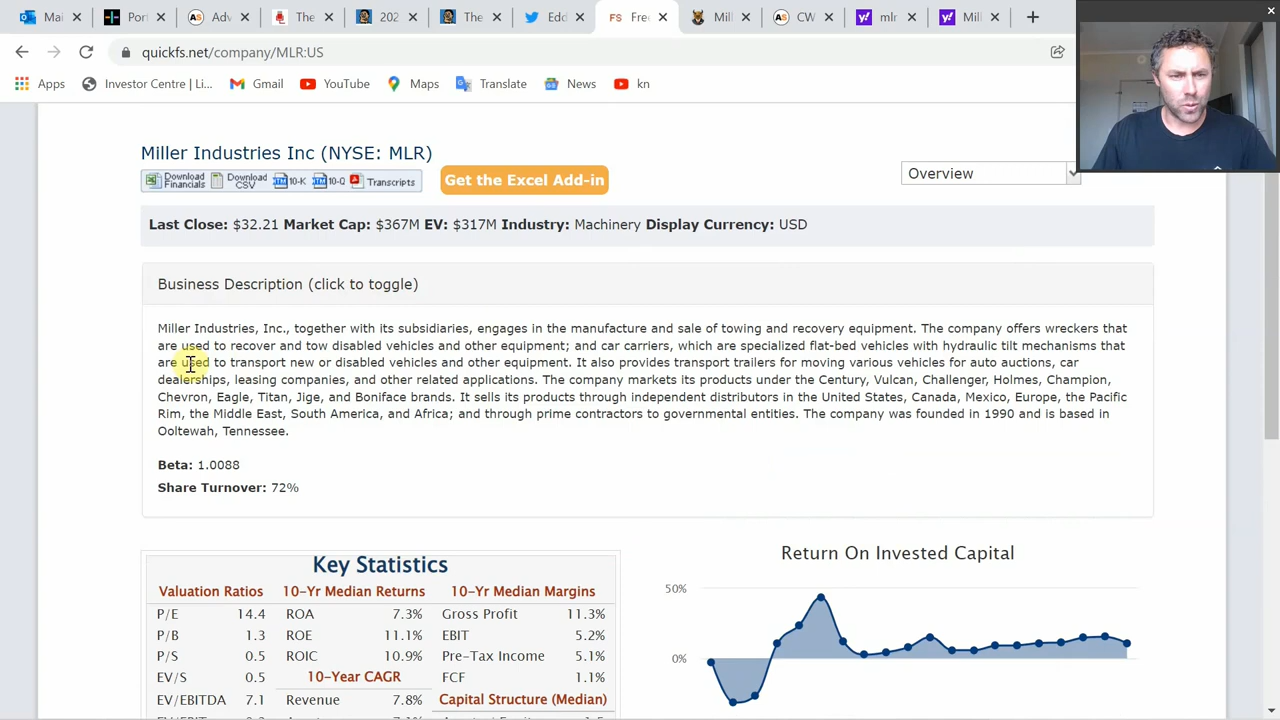 Mai
Port
Adv
The
202
The
Edd
FS Free
Mill
CW
mlr
Mill
quickfs.net/company/MLR:US
Apps
Investor Centre | Li...
Gmail
YouTube
Maps
Translate
News
kn
Miller Industries Inc (NYSE: MLR)
Download Financials
Download CSV
10-K
10-Q
Transcripts
Get the Excel Add-in
Overview
Last Close: $32.21 Market Cap: $367M EV: $317M Industry: Machinery Display Currency: USD
Business Description (click to toggle)
Miller Industries, Inc., together with its subsidiaries, engages in the manufacture and sale of towing and recovery equipment. The company offers wreckers that
are used to recover and tow disabled vehicles and other equipment; and car carriers, which are specialized flat-bed vehicles with hydraulic tilt mechanisms that
are used to transport new or disabled vehicles and other equipment. It also provides transport trailers for moving various vehicles for auto auctions, car
dealerships, leasing companies, and other related applications. The company markets its products under the Century, Vulcan, Challenger, Holmes, Champion,
Chevron, Eagle, Titan, Jige, and Boniface brands. It sells its products through independent distributors in the United States, Canada, Mexico, Europe, the Pacific
Rim, the Middle East, South America, and Africa; and through prime contractors to governmental entities. The company was founded in 1990 and is based in
Ooltewah, Tennessee.
Beta: 1.0088
Share Turnover: 72%
Key Statistics
Valuation Ratios 10-Yr Median Returns 10-Yr Median Margins
P/E 14.4 ROA 7.3% Gross Profit 11.3%
P/B 1.3 ROE 11.1% EBIT 5.2%
P/S 0.5 ROIC 10.9% Pre-Tax Income 5.1%
EV/S 0.5 10-Year CAGR FCF 1.1%
EV/EBITDA 7.1 Revenue 7.8% Capital Structure (Median)
Return On Invested Capital
50%
0%